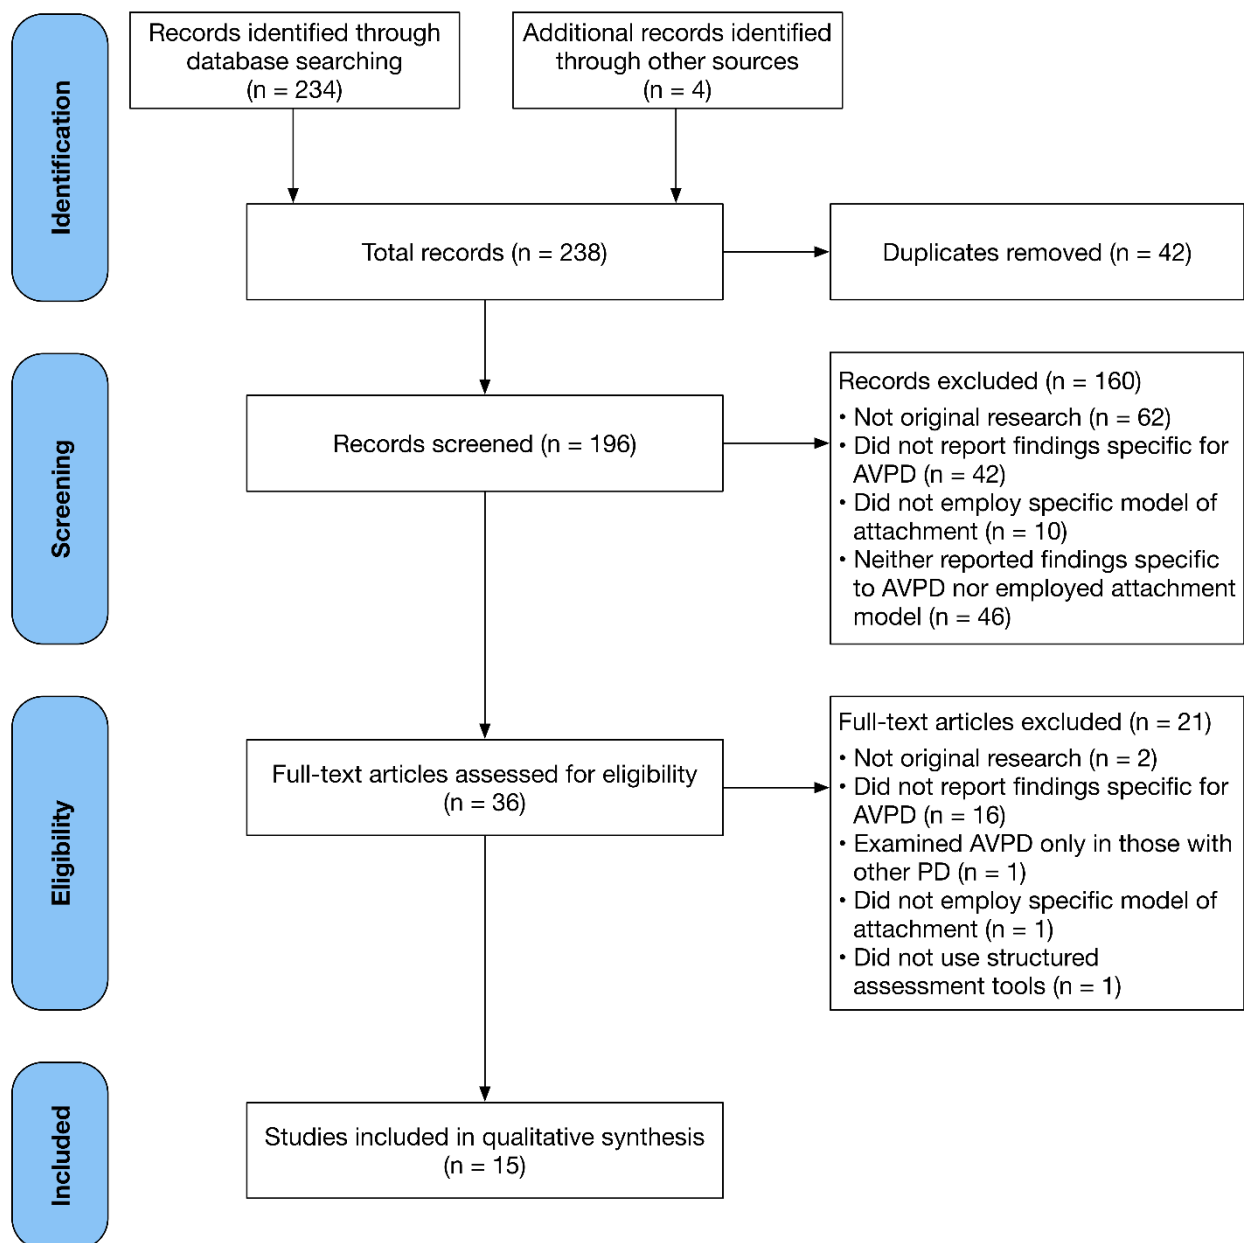 Identification
Records identified through
database searching
(n = 234)
Additional records identified
through other sources
(n = 4)
Total records (n = 238)
Duplicates removed (n = 42)
Screening
Records screened (n = 196)
Records excluded (n = 160)
• Not original research (n = 62)
• Did not report findings specific for
AVPD (n = 42)
• Did not employ specific model of
attachment (n = 10)
• Neither reported findings specific
to AVPD nor employed attachment
model (n = 46)
Eligibility
Full-text articles assessed for eligibility
(n = 36)
Full-text articles excluded (n = 21)
• Not original research (n = 2)
• Did not report findings specific for
AVPD (n = 16)
• Examined AVPD only in those with
other PD (n = 1)
• Did not employ specific model of
attachment (n = 1)
• Did not use structured
assessment tools (n = 1)
Included
Studies included in qualitative synthesis
(n = 15)